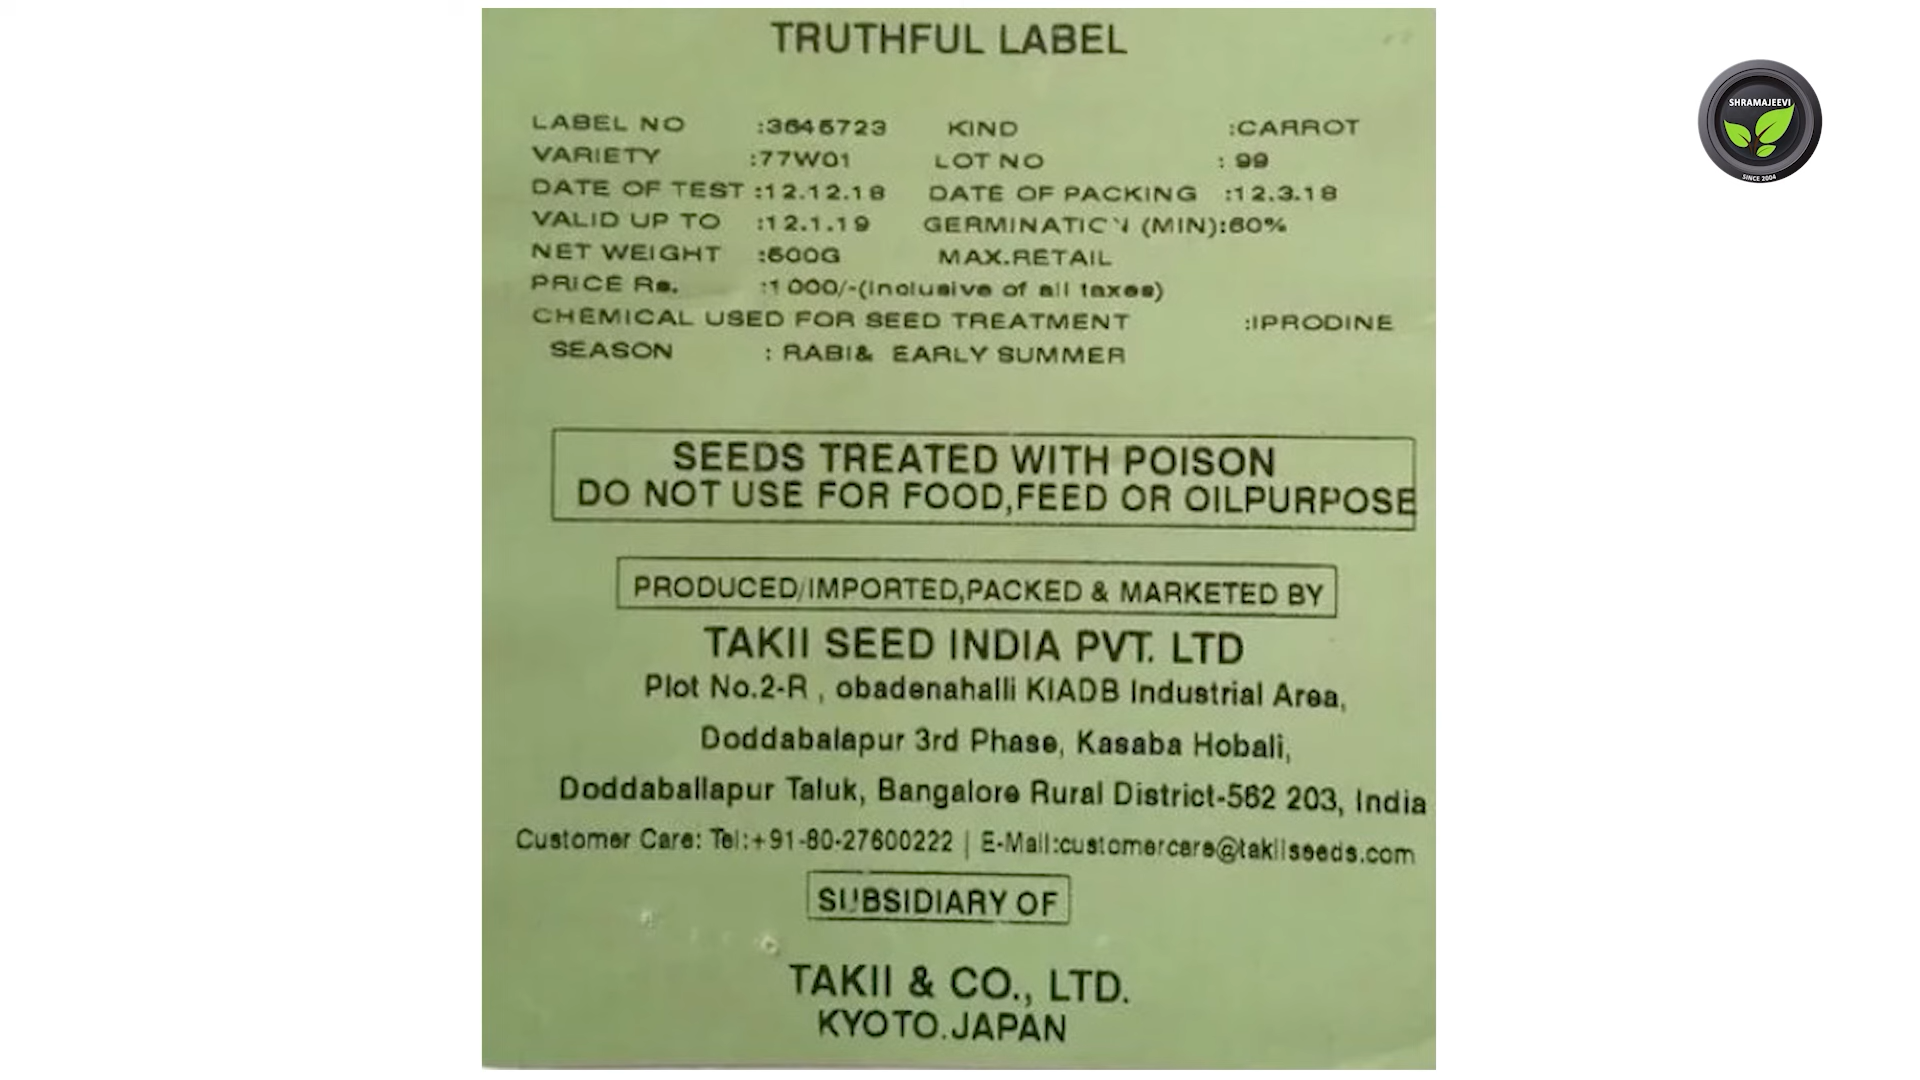 TRUTHFUL LABEL
LABEL NO :3645723 KIND :CARROT
VARIETY :77W01 LOT NO : 99
DATE OF TEST :12.12.18 DATE OF PACKING :12.3.18
VALID UP TO :12.1.19 GERMINATION (MIN):60%
NET WEIGHT :500G MAX.RETAIL
PRICE Rs. :1000/-(inclusive of all taxes)
CHEMICAL USED FOR SEED TREATMENT :IPRODINE
SEASON : RABI& EARLY SUMMER
SEEDS TREATED WITH POISON
DO NOT USE FOR FOOD,FEED OR OILPURPOSE
PRODUCED/IMPORTED,PACKED & MARKETED BY
TAKII SEED INDIA PVT. LTD
Plot No.2-R , obadenahalli KIADB Industrial Area,
Doddabalapur 3rd Phase, Kasaba Hobali,
Doddaballapur Taluk, Bangalore Rural District-562 203, India
Customer Care: Tel:+91-80-27600222 | E-Mail:customercare@takiiseeds.com
SUBSIDIARY OF
TAKII & CO., LTD.
KYOTO.JAPAN
SHRAMAJEEVI
SINCE 2004